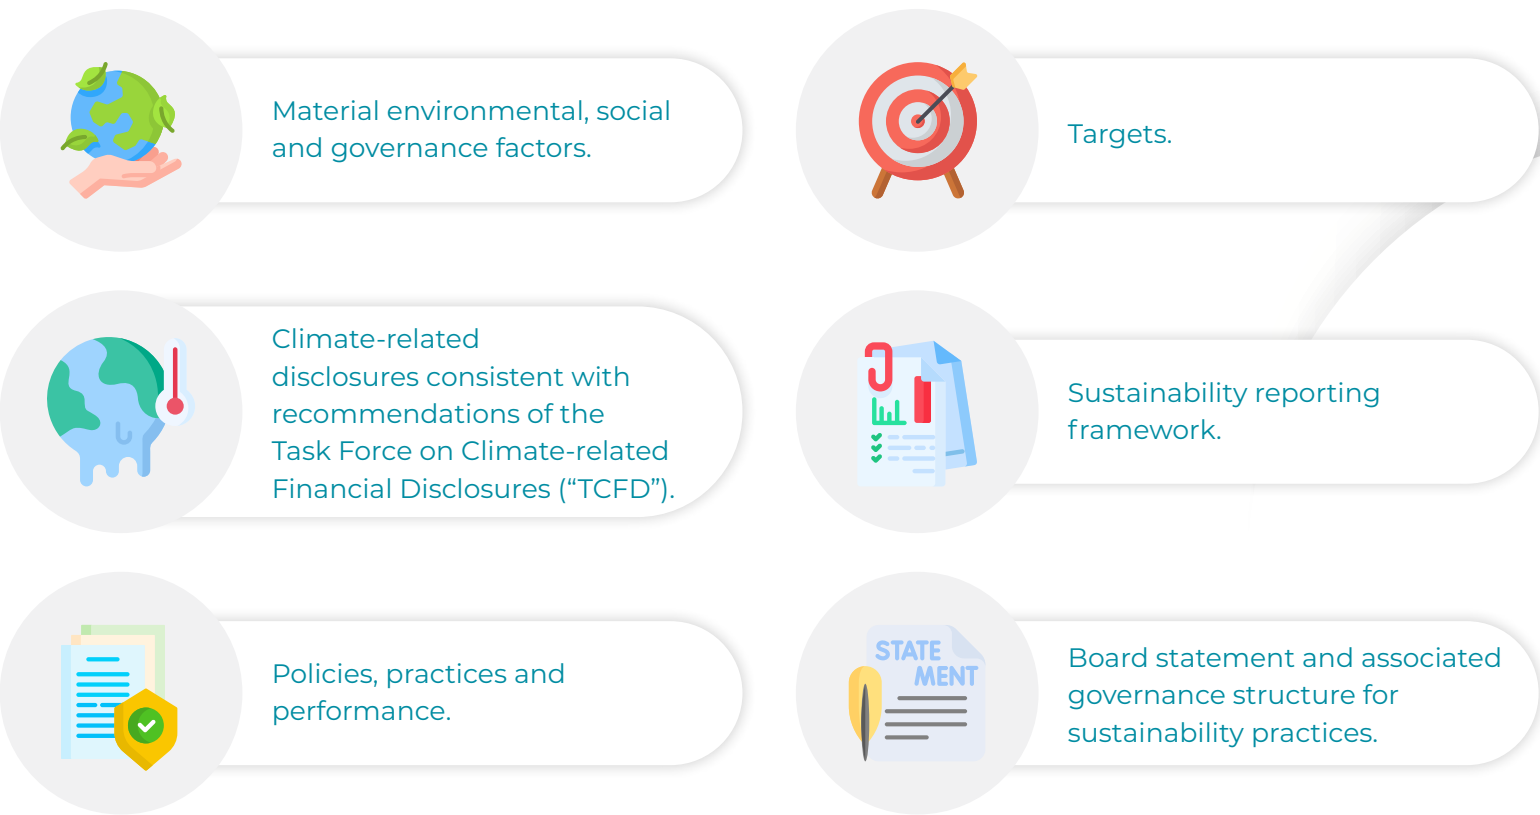 Material environmental, social
and governance factors.
Targets.
Climate-related
disclosures consistent with
recommendations of the
Task Force on Climate-related
Financial Disclosures (“TCFD”).
Sustainability reporting
framework.
Policies, practices and
performance.
STATE
MENT
Board statement and associated
governance structure for
sustainability practices.